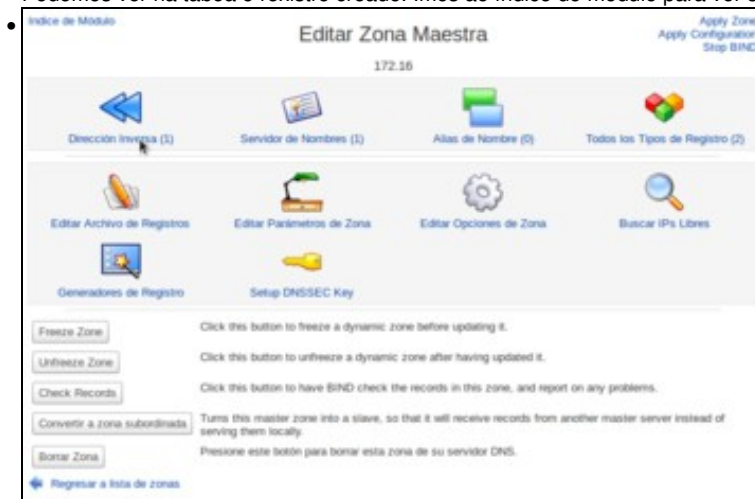 Indice de Módulo
Editar Zona Maestra
Apply Zone
Apply Configuration
Stop BIND
172.16
Dirección Inversa (1)
Servidor de Nombres (1)
Alias de Nombre (0)
Todos los Tipos de Registro (2)
Editar Archivo de Registros
Editar Parámetros de Zona
Editar Opciones de Zona
Buscar IPs Libres
Generadores de Registro
Setup DNSSEC Key
Freeze Zone
Click this button to freeze a dynamic zone before updating it.
Unfreeze Zone
Click this button to unfreeze a dynamic zone after having updated it.
Check Records
Click this button to have BIND check the records in this zone, and report on any problems.
Convertir a zona subordinada
Turns this master zone into a slave, so that it will receive records from another master server instead of
serving them locally.
Borrar Zona
Presione este botón para borrar esta zona de su servidor DNS.
Regresar a lista de zonas